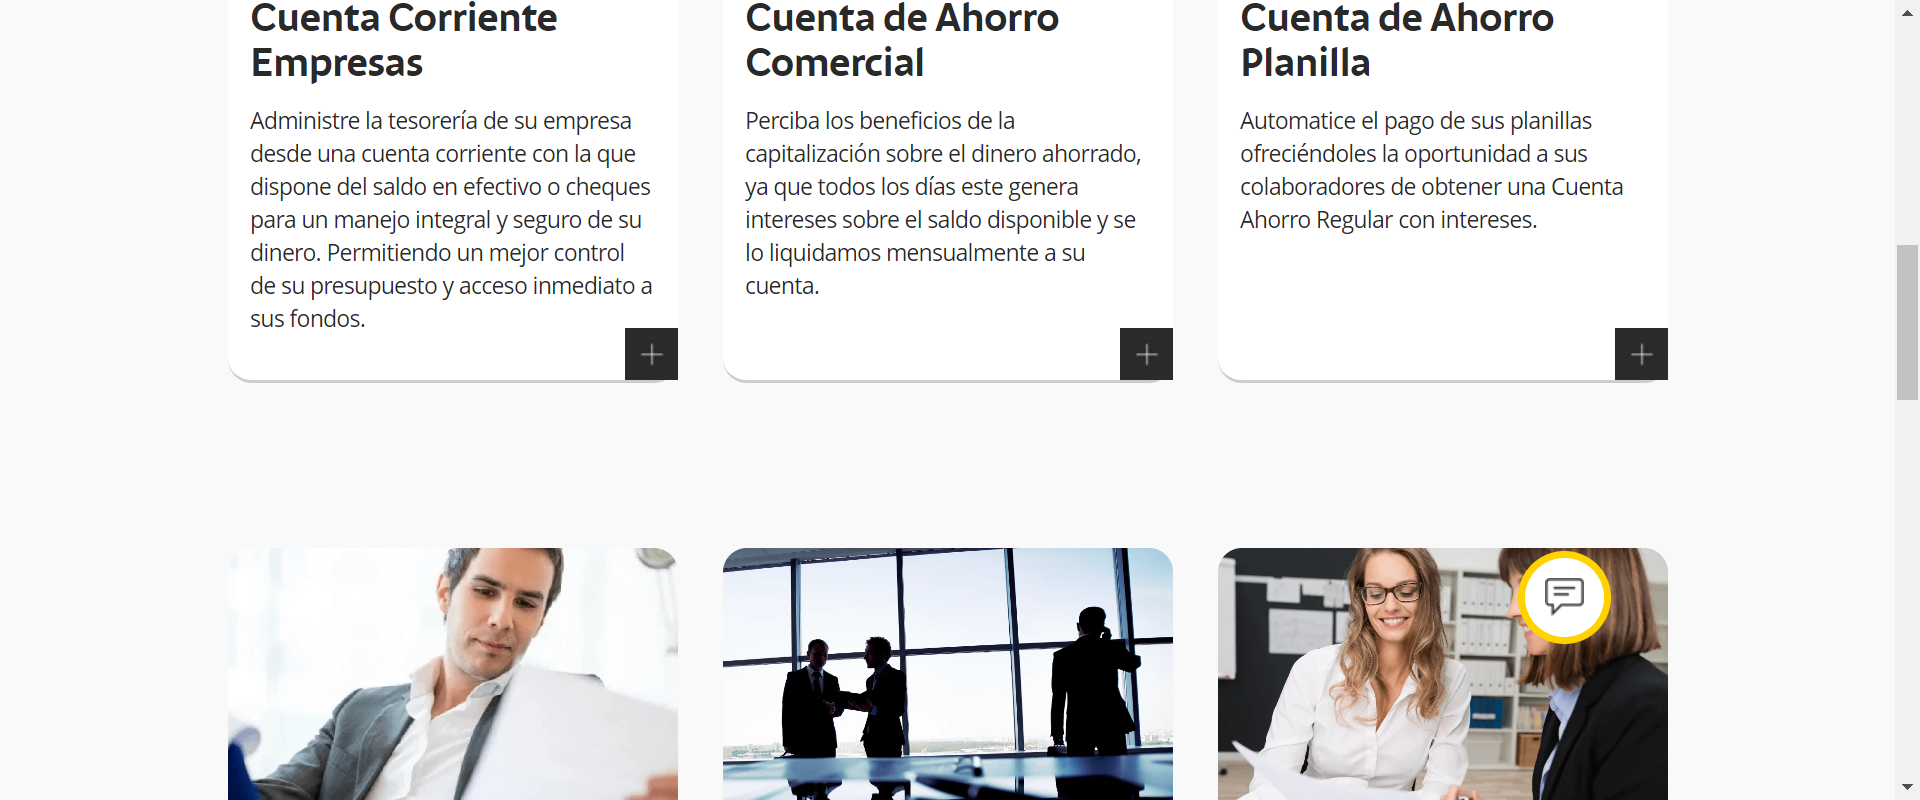 Cuenta Corriente
Empresas
Administre la tesorería de su empresa
desde una cuenta corriente con la que
dispone del saldo en efectivo o cheques
para un manejo integral y seguro de su
dinero. Permitiendo un mejor control
de su presupuesto y acceso inmediato a
sus fondos.
Cuenta de Ahorro
Comercial
Perciba los beneficios de la
capitalización sobre el dinero ahorrado,
ya que todos los días este genera
intereses sobre el saldo disponible y se
lo liquidamos mensualmente a su
cuenta.
Cuenta de Ahorro
Planilla
Automatice el pago de sus planillas
ofreciéndoles la oportunidad a sus
colaboradores de obtener una Cuenta
Ahorro Regular con intereses.